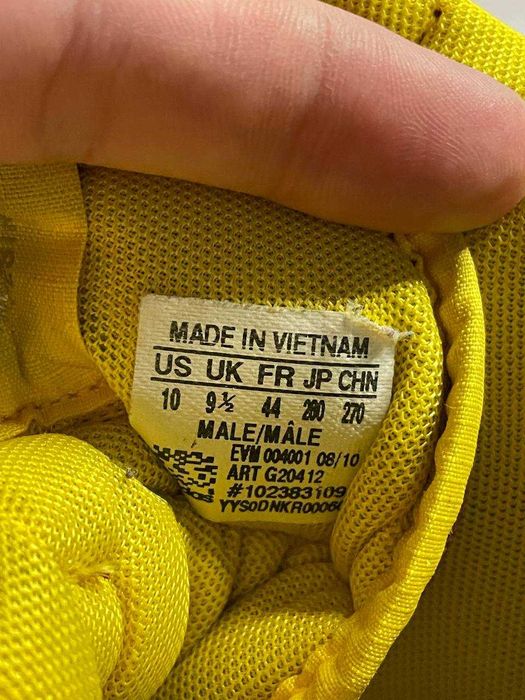 MADE IN VIETNAM
US UK FR JP CHN
10 9½ 44 280 270
MALE/MÂLE
EVM 004001 08/10
ART G20412
#102383109